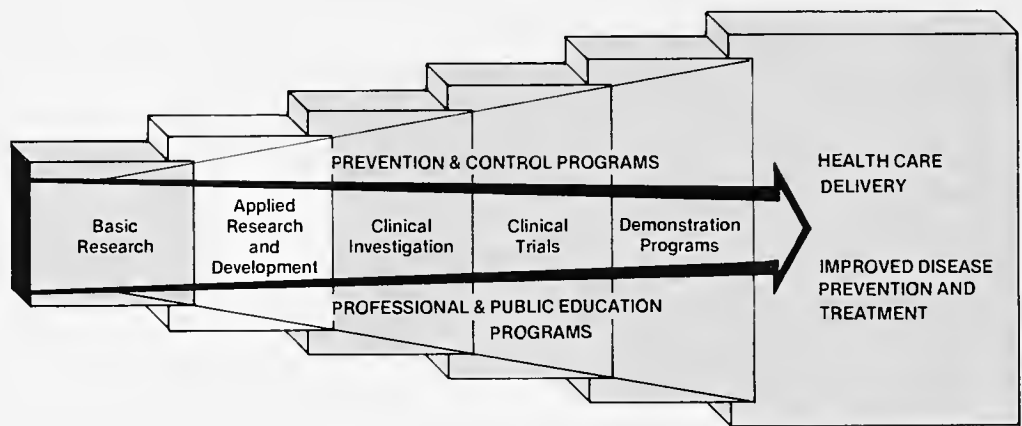 PREVENTION & CONTROL PROGRAMS
Basic
Research
Applied
Research
and
Development
Clinical
Investigation
Clinical
Trials
Demonstration
Programs
PROFESSIONAL & PUBLIC EDUCATION
PROGRAMS
HEALTH CARE
DELIVERY
IMPROVED DISEASE
PREVENTION AND
TREATMENT